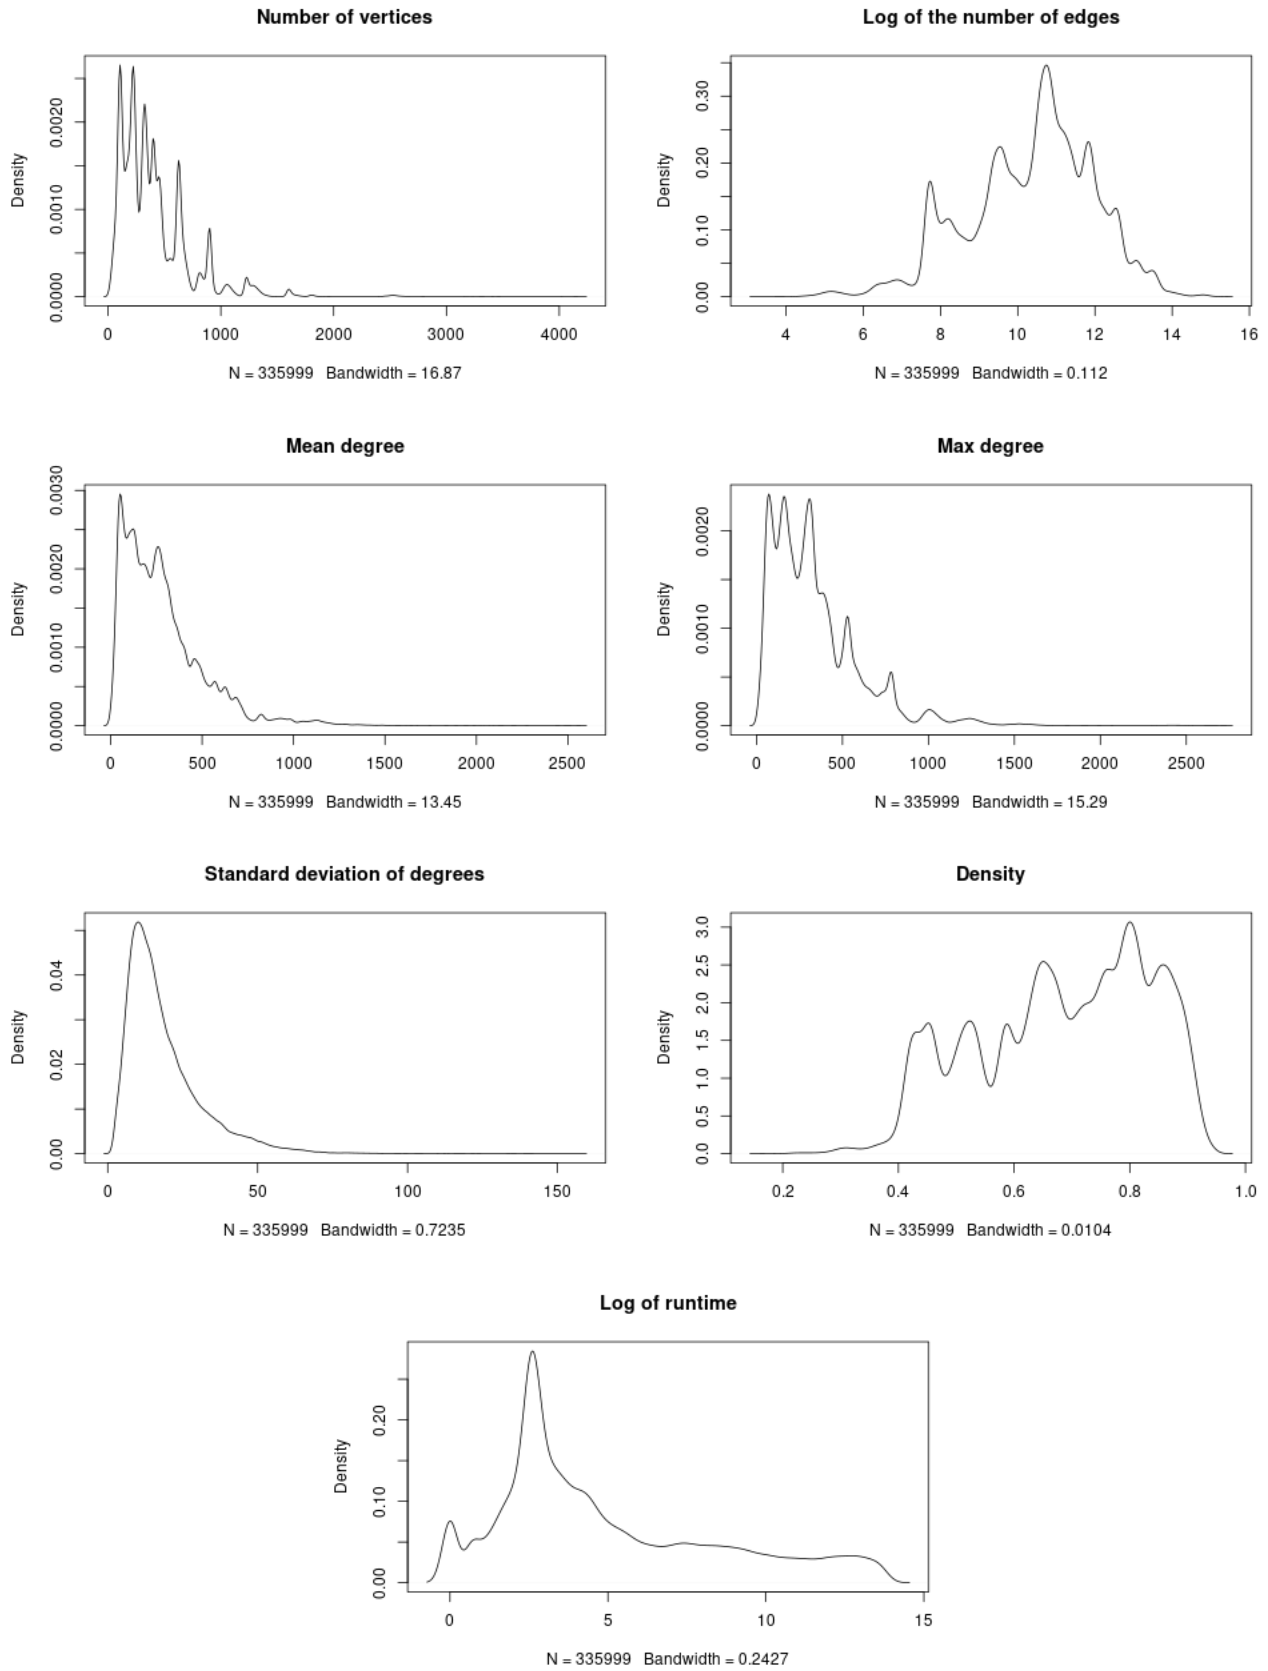 Number of vertices
Density
0.0000 0.0010 0.0020
0 1000 2000 3000 4000
N = 335999 Bandwidth = 16.87
Log of the number of edges
Density
0.00 0.10 0.20 0.30
4 6 8 10 12 14 16
N = 335999 Bandwidth = 0.112
Mean degree
Density
0.0000 0.0010 0.0020 0.0030
0 500 1000 1500 2000 2500
N = 335999 Bandwidth = 13.45
Max degree
Density
0.0000 0.0010 0.0020
0 500 1000 1500 2000 2500
N = 335999 Bandwidth = 15.29
Standard deviation of degrees
Density
0.00 0.02 0.04
0 50 100 150
N = 335999 Bandwidth = 0.7235
Density
Density
0.0 0.5 1.0 1.5 2.0 2.5 3.0
0.2 0.4 0.6 0.8 1.0
N = 335999 Bandwidth = 0.0104
Log of runtime
Density
0.00 0.10 0.20
0 5 10 15
N = 335999 Bandwidth = 0.2427